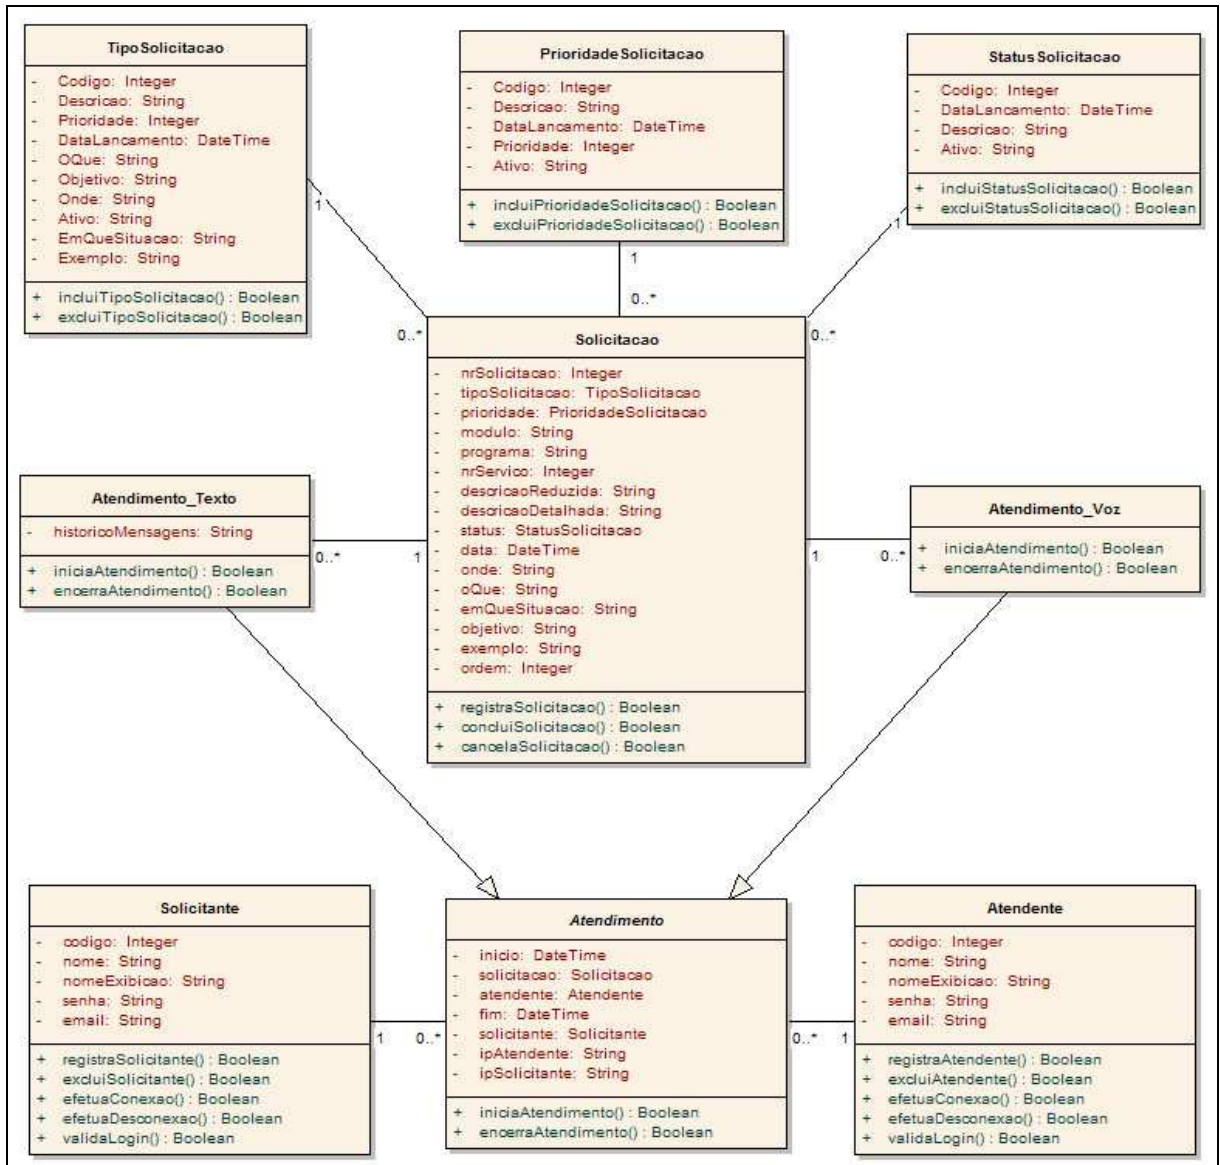 TipoSolicitacao
- Codigo: Integer
- Descricao: String
- Prioridade: Integer
- DataLancamento: DateTime
- OQue: String
- Objetivo: String
- Onde: String
- Ativo: String
- EmQueSituacao: String
- Exemplo: String
+ incluiTipoSolicitacao() : Boolean
+ excluiTipoSolicitacao() : Boolean
PrioridadeSolicitacao
- Codigo: Integer
- Descricao: String
- DataLancamento: DateTime
- Prioridade: Integer
- Ativo: String
+ incluiPrioridadeSolicitacao() : Boolean
+ excluiPrioridadeSolicitacao() : Boolean
StatusSolicitacao
- Codigo: Integer
- DataLancamento: DateTime
- Descricao: String
- Ativo: String
+ incluiStatusSolicitacao() : Boolean
+ excluiStatusSolicitacao() : Boolean
1
1
1
0..*
0..*
0..*
Solicitacao
- nrSolicitacao: Integer
- tipoSolicitacao: TipoSolicitacao
- prioridade: PrioridadeSolicitacao
- modulo: String
- programa: String
- nrServico: Integer
- descricaoReduzida: String
- descricaoDetalhada: String
- status: StatusSolicitacao
- data: DateTime
- onde: String
- oQue: String
- emQueSituacao: String
- objetivo: String
- exemplo: String
- ordem: Integer
+ registraSolicitacao() : Boolean
+ concluiSolicitacao() : Boolean
+ cancelaSolicitacao() : Boolean
Atendimento_Texto
- historicoMensagens: String
+ iniciaAtendimento() : Boolean
+ encerraAtendimento() : Boolean
0..*
1
1
0..*
Atendimento_Voz
+ iniciaAtendimento() : Boolean
+ encerraAtendimento() : Boolean
Solicitante
- codigo: Integer
- nome: String
- nomeExibicao: String
- senha: String
- email: String
+ registraSolicitante() : Boolean
+ excluiSolicitante() : Boolean
+ efetuaConexao() : Boolean
+ efetuaDesconexao() : Boolean
+ validaLogin() : Boolean
1
0..*
Atendimento
- inicio: DateTime
- solicitacao: Solicitacao
- atendente: Atendente
- fim: DateTime
- solicitante: Solicitante
- ipAtendente: String
- ipSolicitante: String
+ iniciaAtendimento() : Boolean
+ encerraAtendimento() : Boolean
0..*
1
Atendente
- codigo: Integer
- nome: String
- nomeExibicao: String
- senha: String
- email: String
+ registraAtendente() : Boolean
+ excluiAtendente() : Boolean
+ efetuaConexao() : Boolean
+ efetuaDesconexao() : Boolean
+ validaLogin() : Boolean